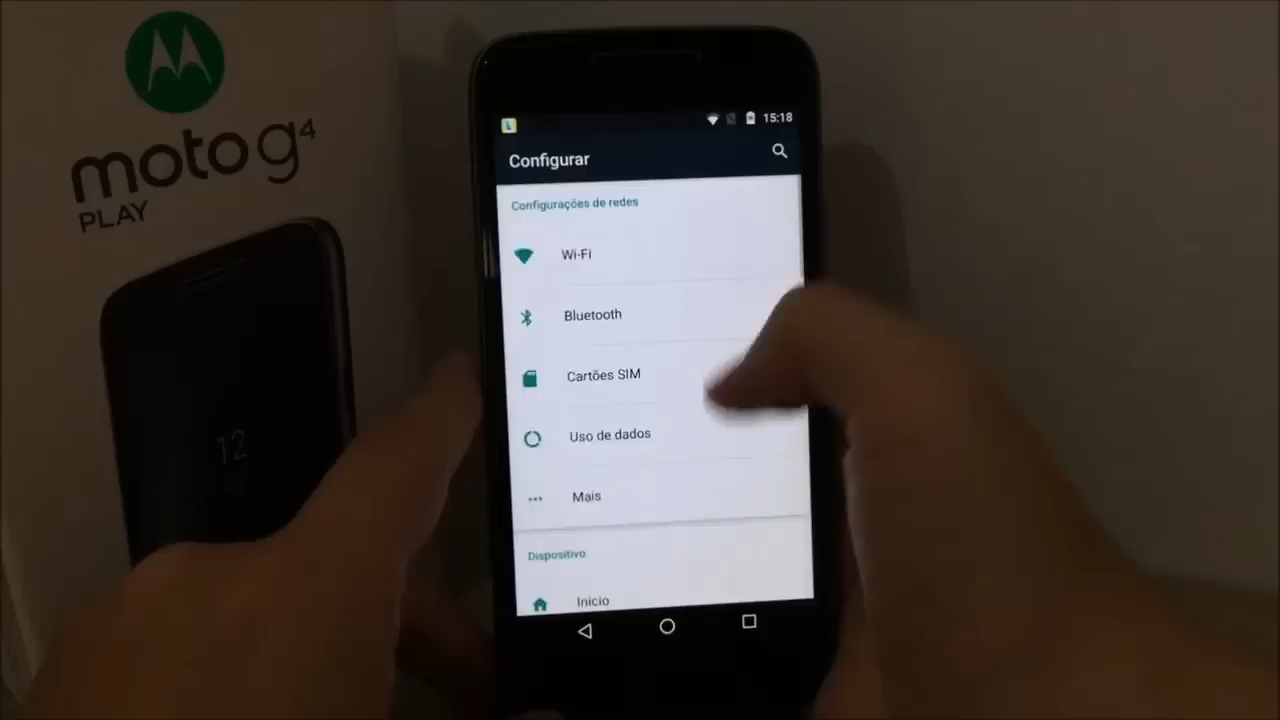 moto g4
PLAY
12
15:18
Configurar
Configurações de redes
Wi-Fi
Bluetooth
Cartões SIM
Uso de dados
Mais
Dispositivo
Início